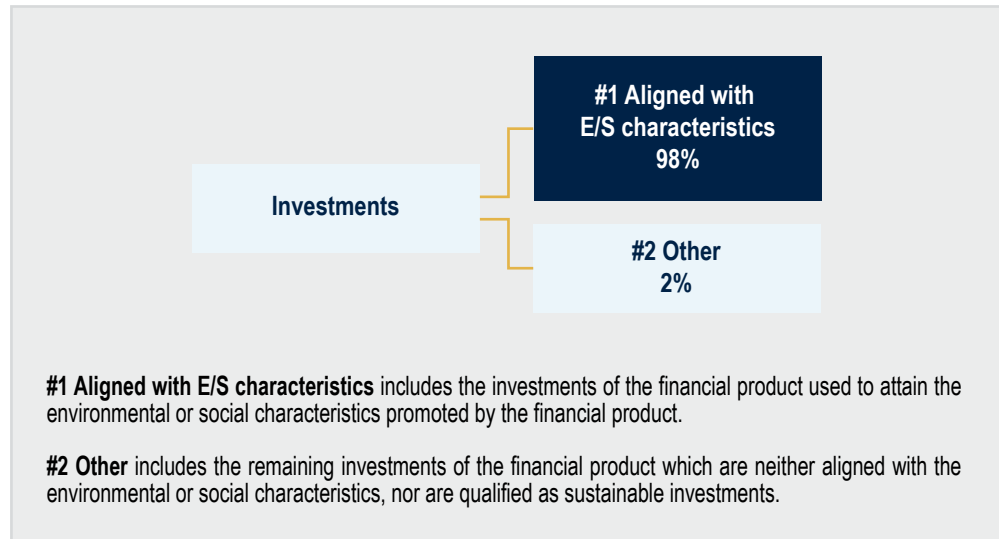 #1 Aligned with
E/S characteristics
98%
Investments
#2 Other
2%
#1 Aligned with E/S characteristics includes the investments of the financial product used to attain the
environmental or social characteristics promoted by the financial product.
#2 Other includes the remaining investments of the financial product which are neither aligned with the
environmental or social characteristics, nor are qualified as sustainable investments.